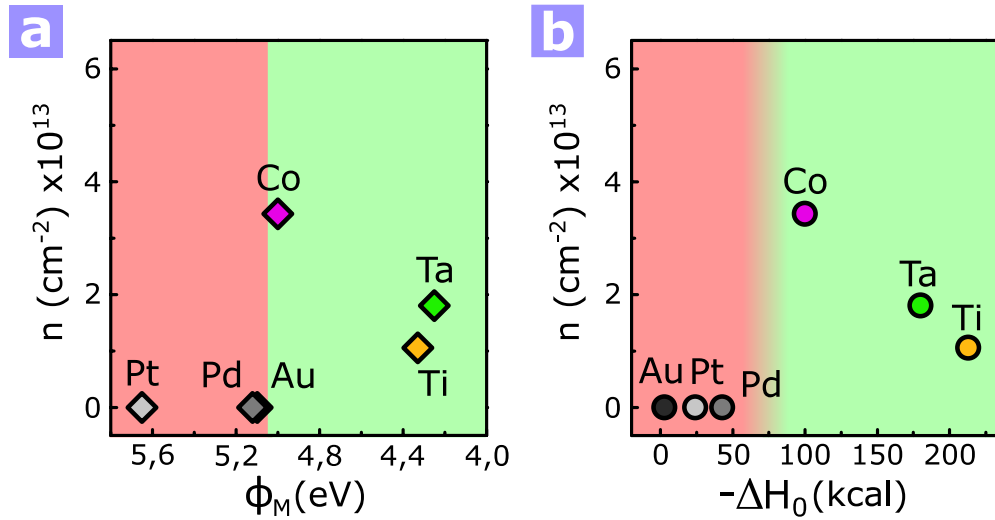 a
6
4
2
0
n (cm⁻²) x10¹³
Co
Ta
Ti
Pt
Pd
Au
5,6
5,2
4,8
4,4
4,0
ϕ_M (eV)
b
6
4
2
0
n (cm⁻²) x10¹³
Co
Ta
Ti
Au
Pt
Pd
0
50
100
150
200
-ΔH₀ (kcal)